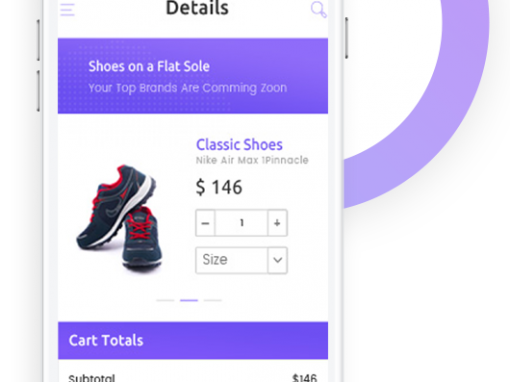 Details
Shoes on a Flat Sole
Your Top Brands Are Comming Zoon
Classic Shoes
Nike Air Max 1Pinnacle
$ 146
− 1 +
Size
Cart Totals
Subtotal $146